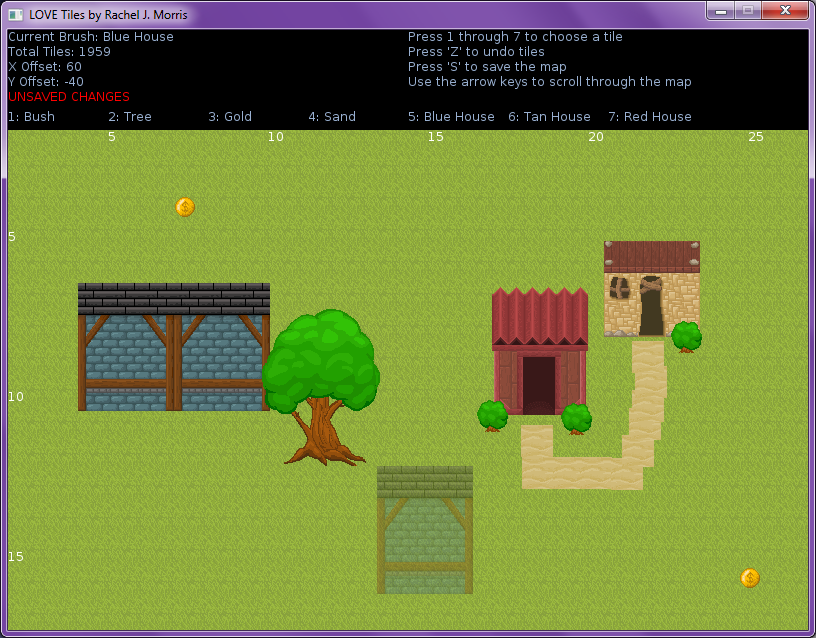 LOVE Tiles by Rachel J. Morris
Current Brush: Blue House
Total Tiles: 1959
X Offset: 60
Y Offset: -40
UNSAVED CHANGES
Press 1 through 7 to choose a tile
Press 'Z' to undo tiles
Press 'S' to save the map
Use the arrow keys to scroll through the map
1: Bush 2: Tree 3: Gold 4: Sand 5: Blue House 6: Tan House 7: Red House
5 10 15 20 25
5
10
15